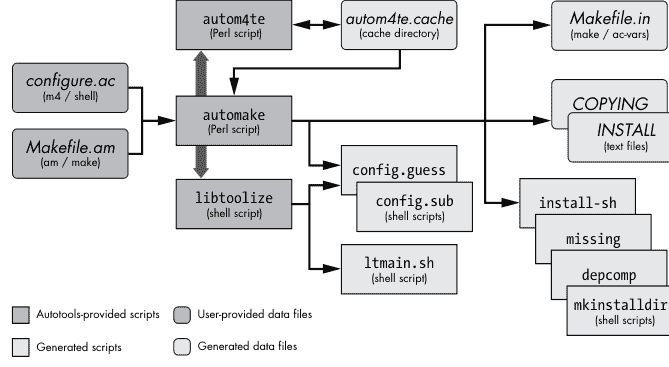 autom4te
(Perl script)
autom4te.cache
(cache directory)
Makefile.in
(make / ac-vars)
configure.ac
(m4 / shell)
automake
(Perl script)
COPYING
INSTALL
(text files)
Makefile.am
(am / make)
config.guess
config.sub
(shell scripts)
libtoolize
(shell script)
install-sh
missing
depcomp
mkinstalldir
(shell scripts)
ltmain.sh
(shell script)
Autotools-provided scripts
User-provided data files
Generated scripts
Generated data files